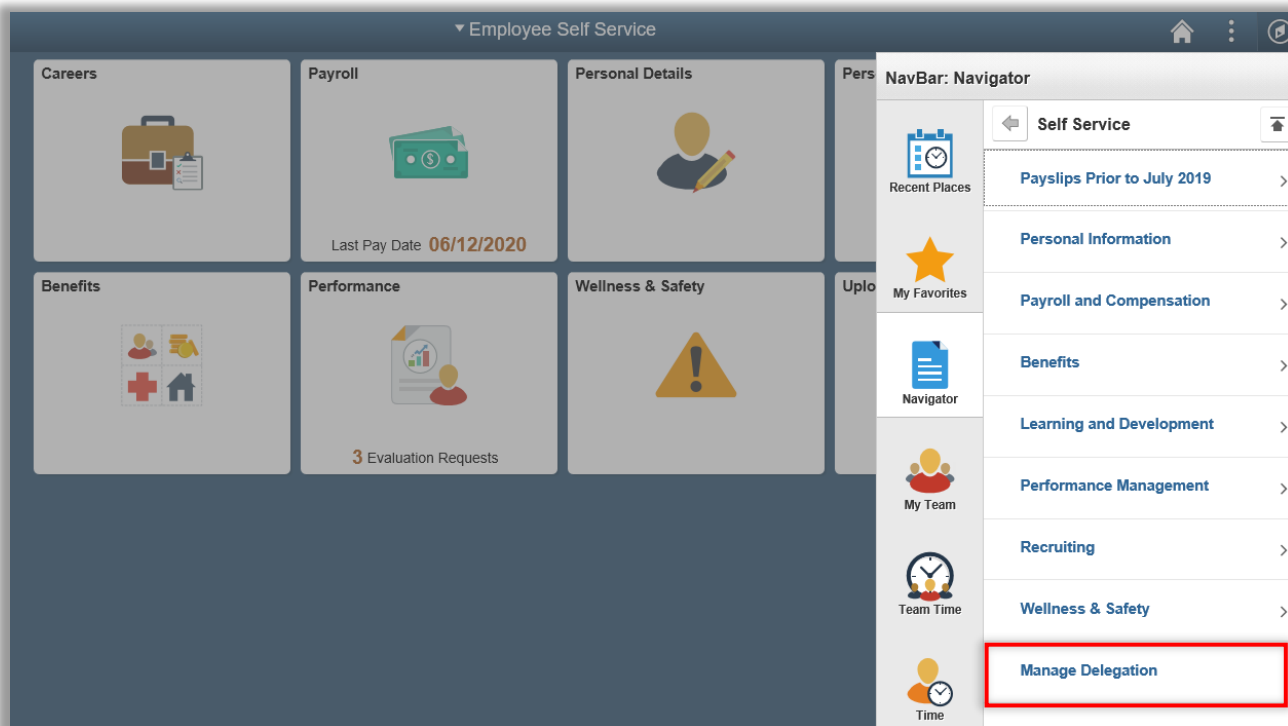 Employee Self Service
Careers
Payroll
Personal Details
Pers
Last Pay Date 06/12/2020
Benefits
Performance
Wellness & Safety
Uplo
3 Evaluation Requests
NavBar: Navigator
Recent Places
My Favorites
Navigator
My Team
Team Time
Time
Self Service
Payslips Prior to July 2019
Personal Information
Payroll and Compensation
Benefits
Learning and Development
Performance Management
Recruiting
Wellness & Safety
Manage Delegation